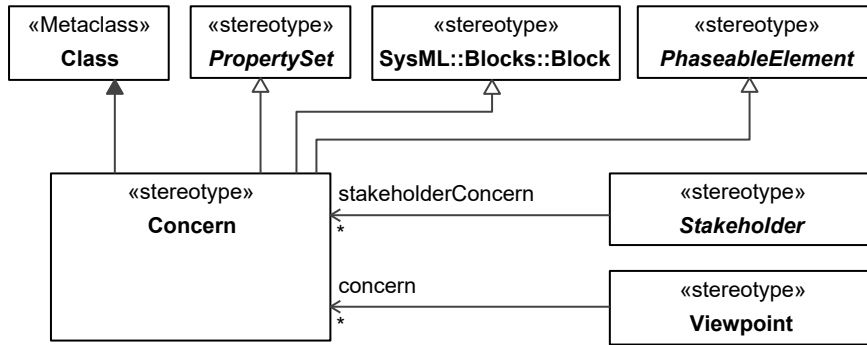 «Metaclass»
Class
«stereotype»
PropertySet
«stereotype»
SysML::Blocks::Block
«stereotype»
PhaseableElement
«stereotype»
Concern
stakeholderConcern
*
«stereotype»
Stakeholder
concern
*
«stereotype»
Viewpoint